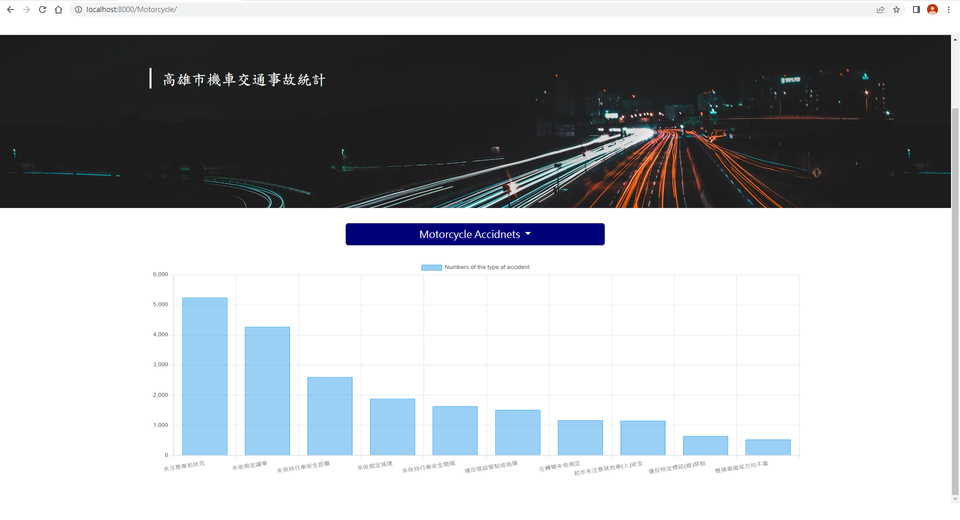 localhost:8000/Motorcycle/
高雄市機車交通事故統計
Motorcycle Accidnets
Numbers of the type of accident
6,000
5,000
4,000
3,000
2,000
1,000
0
未注意車前狀況
未依規定讓車
未保持行車安全距離
未依規定減速
未保持行車安全間隔
違反號誌管制或指揮
左轉彎未依規定
起步未注意其他車(人)安全
違反特定標誌(線)禁制
變換車道或方向不當